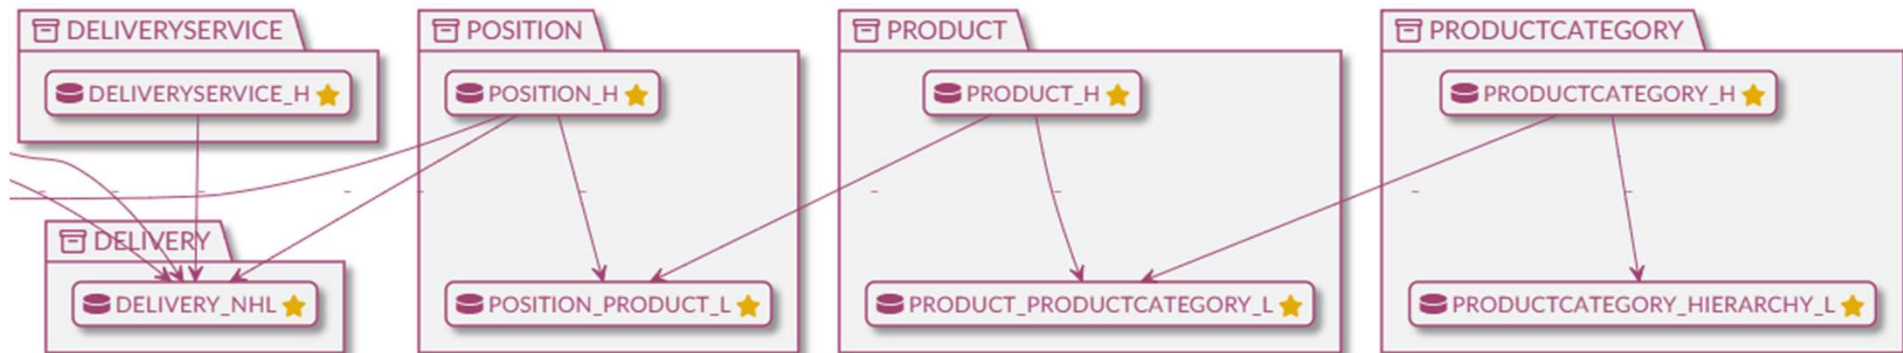 DELIVERYSERVICE
POSITION
PRODUCT
PRODUCTCATEGORY
DELIVERYSERVICE_H
POSITION_H
PRODUCT_H
PRODUCTCATEGORY_H
DELIVERY
DELIVERY_NHL
POSITION_PRODUCT_L
PRODUCT_PRODUCTCATEGORY_L
PRODUCTCATEGORY_HIERARCHY_L